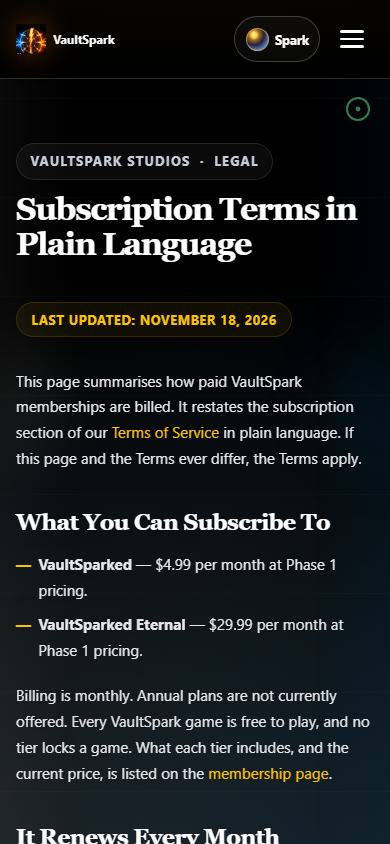 VaultSpark
Spark
VAULTSPARK STUDIOS · LEGAL
Subscription Terms in
Plain Language
LAST UPDATED: NOVEMBER 18, 2026
This page summarises how paid VaultSpark
memberships are billed. It restates the subscription
section of our Terms of Service in plain language. If
this page and the Terms ever differ, the Terms apply.
What You Can Subscribe To
— VaultSparked — $4.99 per month at Phase 1
pricing.
— VaultSparked Eternal — $29.99 per month at
Phase 1 pricing.
Billing is monthly. Annual plans are not currently
offered. Every VaultSpark game is free to play, and no
tier locks a game. What each tier includes, and the
current price, is listed on the membership page.
It Renews Every Month